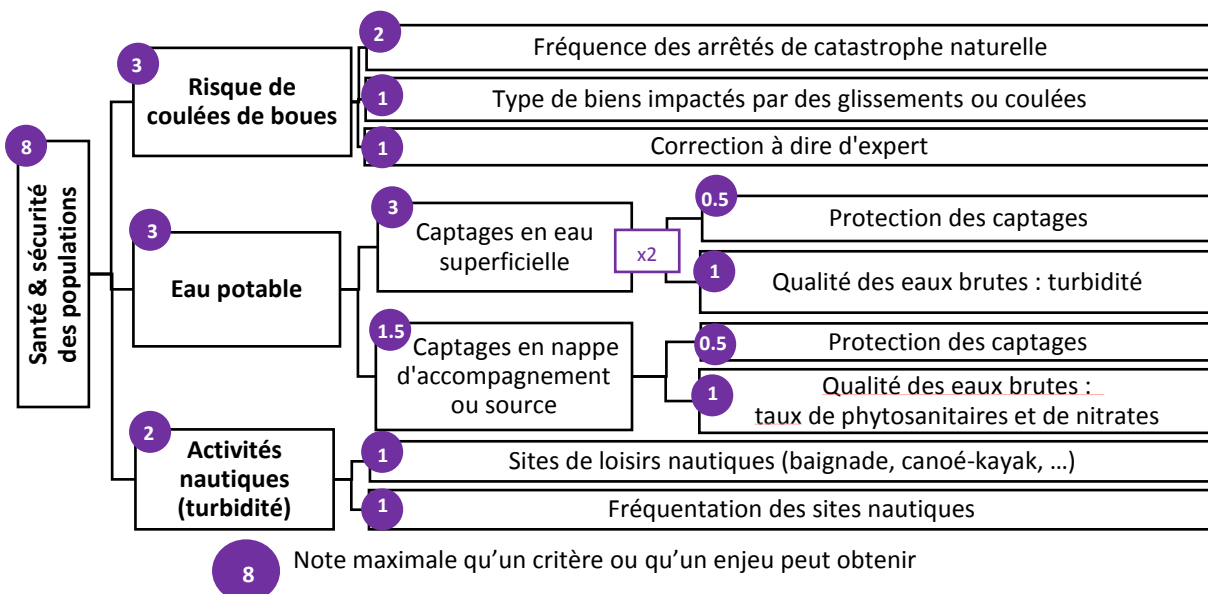 8
Santé & sécurité
des populations
3
Risque de
coulées de boues
2
Fréquence des arrêtés de catastrophe naturelle
1
Type de biens impactés par des glissements ou coulées
1
Correction à dire d'expert
3
Eau potable
3
Captages en eau
superficielle
x2
0.5
Protection des captages
1
Qualité des eaux brutes : turbidité
1.5
Captages en nappe
d'accompagnement
ou source
0.5
Protection des captages
1
Qualité des eaux brutes :
taux de phytosanitaires et de nitrates
2
Activités
nautiques
(turbidité)
1
Sites de loisirs nautiques (baignade, canoé-kayak, ...)
1
Fréquentation des sites nautiques
8
Note maximale qu'un critère ou qu'un enjeu peut obtenir